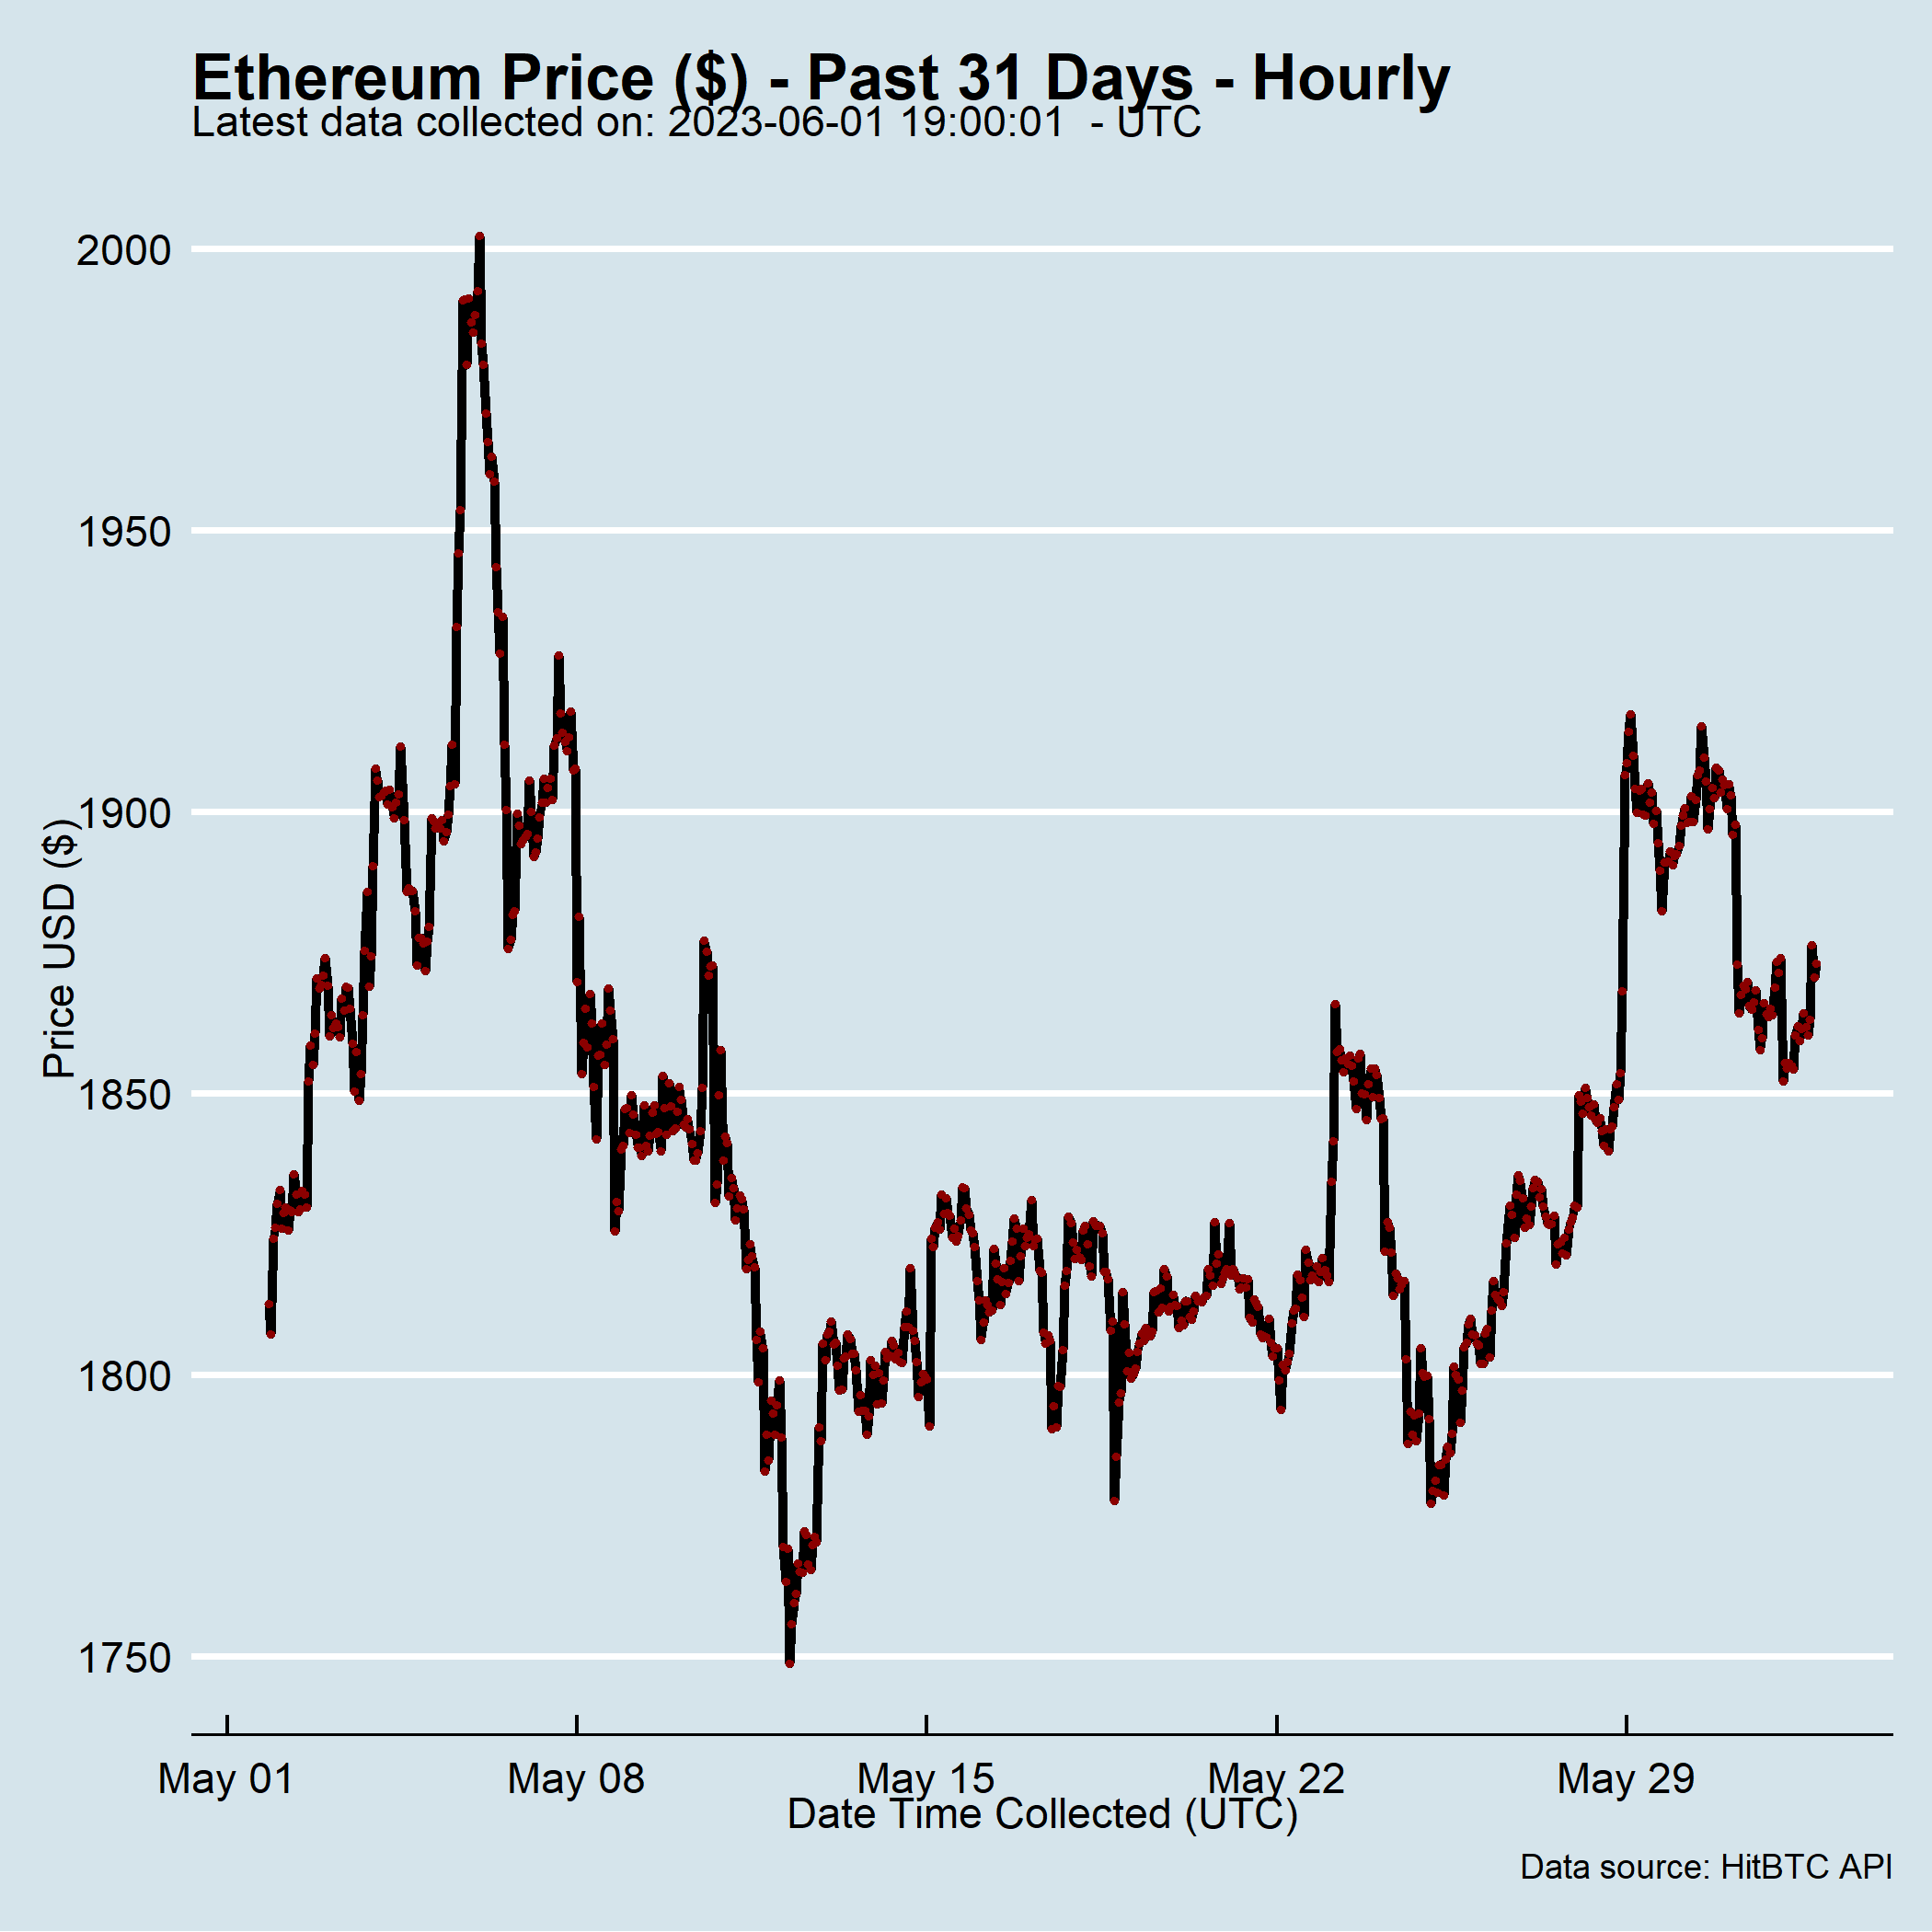 Ethereum Price ($) - Past 31 Days - Hourly
Latest data collected on: 2023-06-01 19:00:01  - UTC
2000
1950
1900
1850
1800
1750
Price USD ($)
May 01 May 08 May 15 May 22 May 29
Date Time Collected (UTC)
Data source: HitBTC API